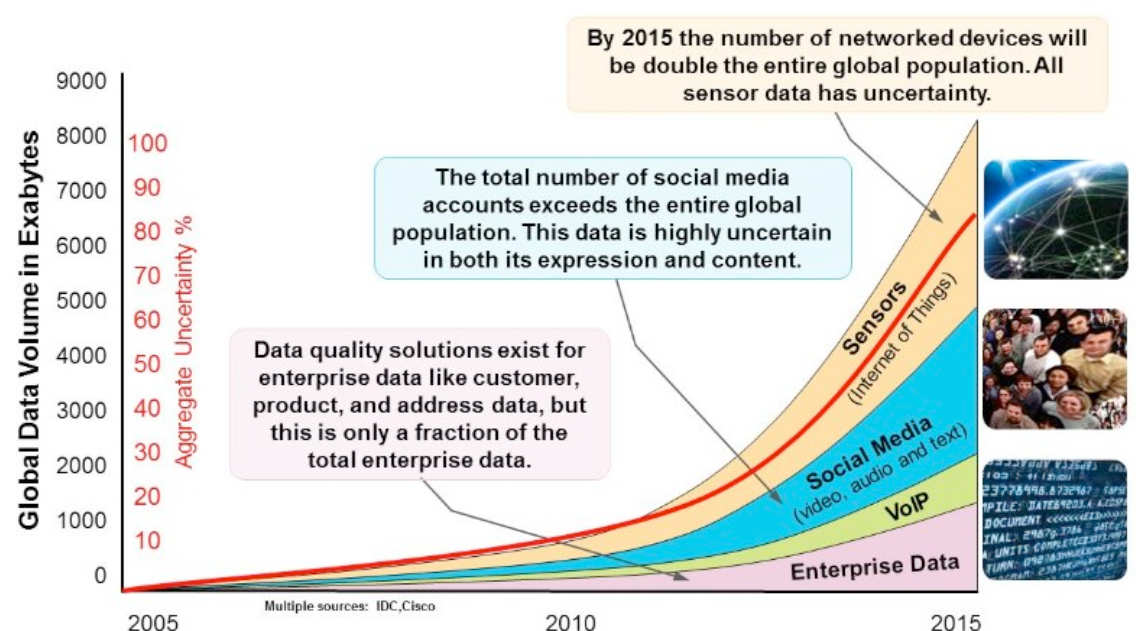 By 2015 the number of networked devices will
be double the entire global population. All
sensor data has uncertainty.
The total number of social media
accounts exceeds the entire global
population. This data is highly uncertain
in both its expression and content.
Data quality solutions exist for
enterprise data like customer,
product, and address data, but
this is only a fraction of the
total enterprise data.
Global Data Volume in Exabytes
9000
8000
7000
6000
5000
4000
3000
2000
1000
0
Aggregate Uncertainty %
100
90
80
70
60
50
40
30
20
10
Sensors
(Internet of Things)
Social Media
(video, audio and text)
VoIP
Enterprise Data
Multiple sources: IDC,Cisco
2005
2010
2015
DOCUMENT